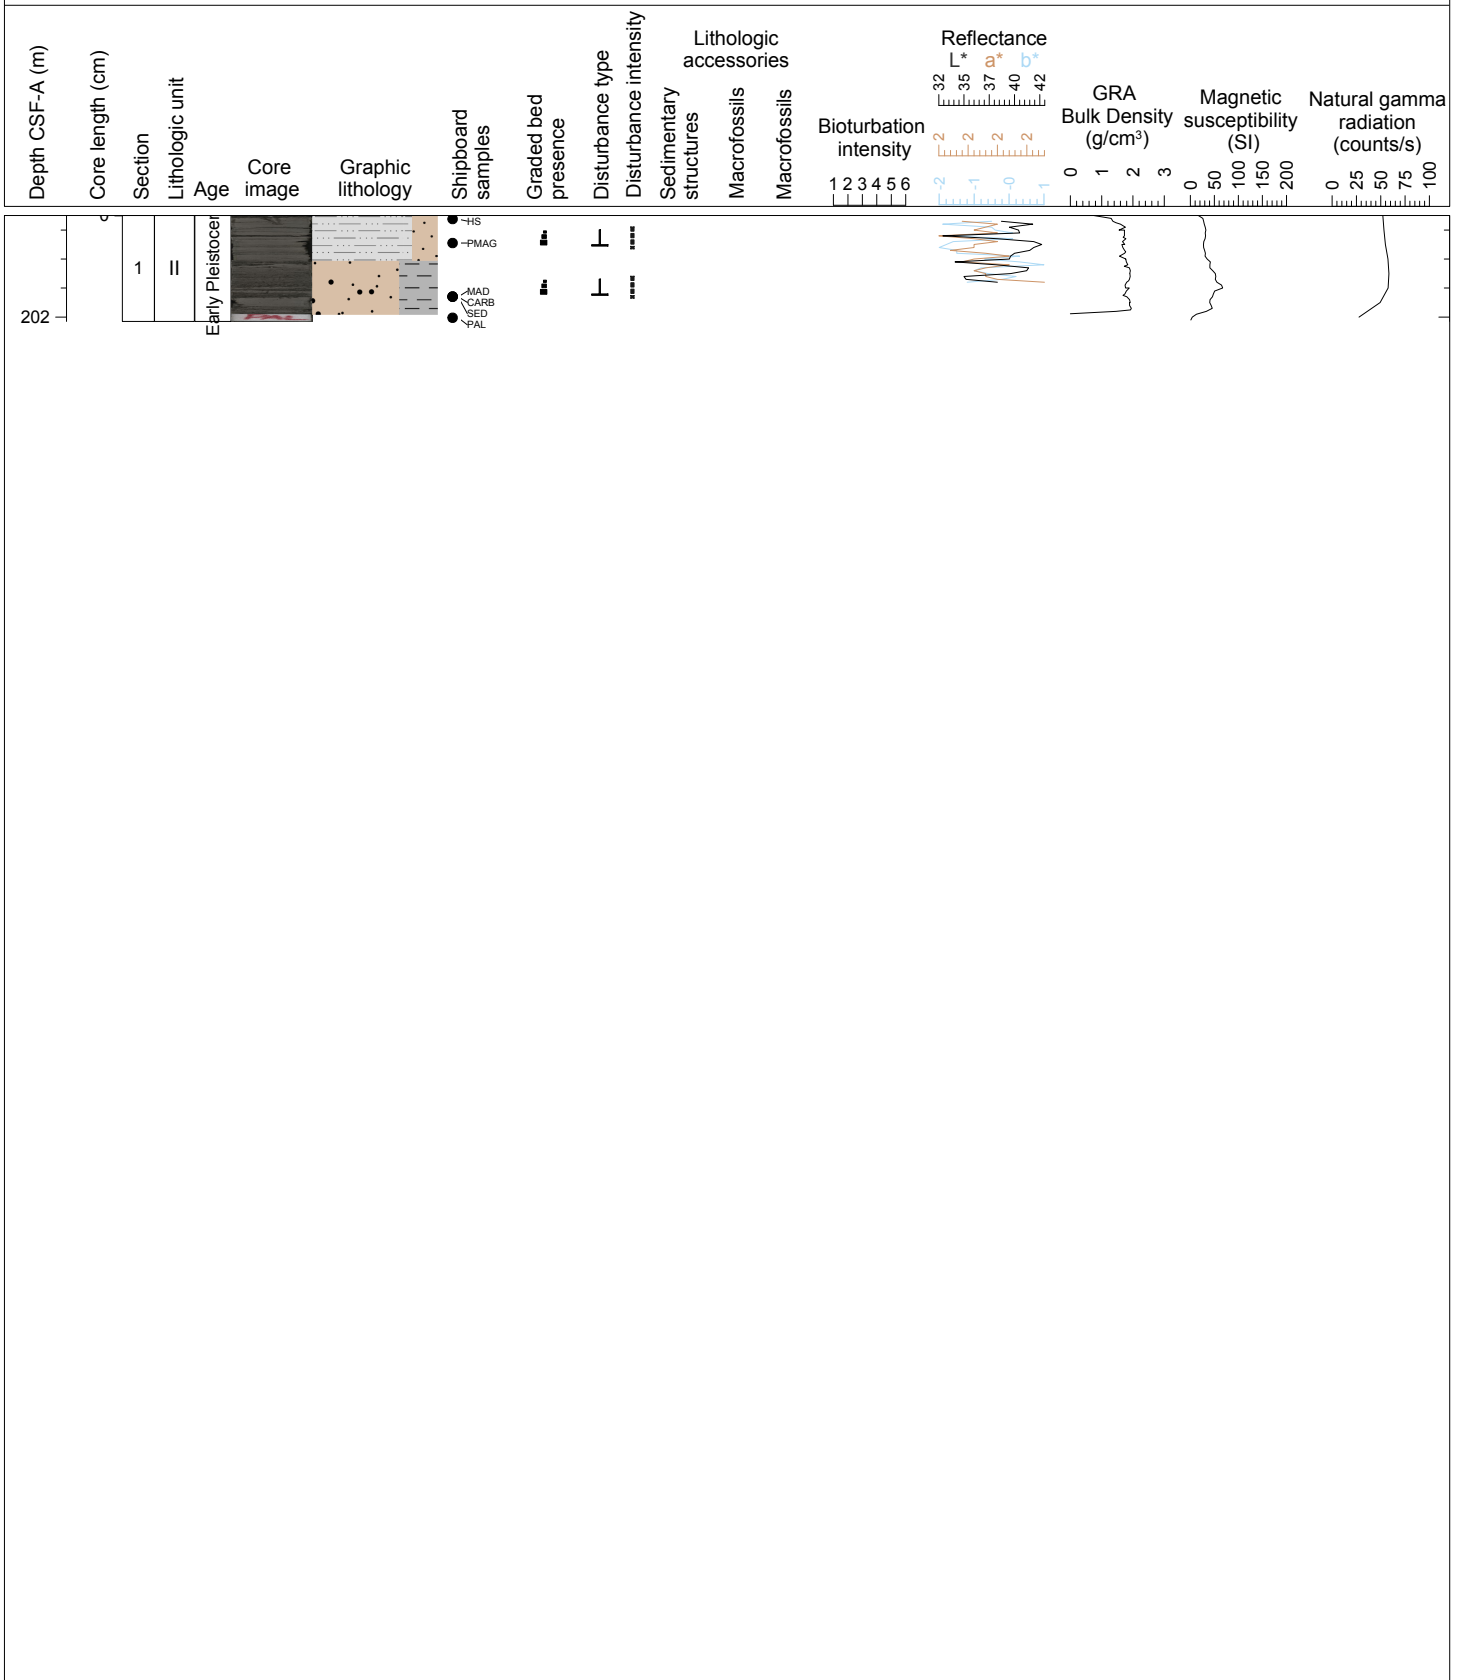 Depth CSF-A (m)
Core length (cm)
Section
Lithologic unit
Age
Core
image
Graphic
lithology
Shipboard
samples
Graded bed
presence
Disturbance type
Disturbance intensity
Lithologic
accessories
Sedimentary
structures
Macrofossils
Macrofossils
Bioturbation
intensity
1 2 3 4 5 6
Reflectance
L* a* b*
32 35 37 40 42
2 2 2 2
-2 -1 -0 1
GRA
Bulk Density
(g/cm³)
0 1 2 3
Magnetic
susceptibility
(SI)
0 50 100 150 200
Natural gamma
radiation
(counts/s)
0 25 50 75 100
202
1
II
Early Pleistocen
HS
PMAG
MAD
CARB
SED
PAL